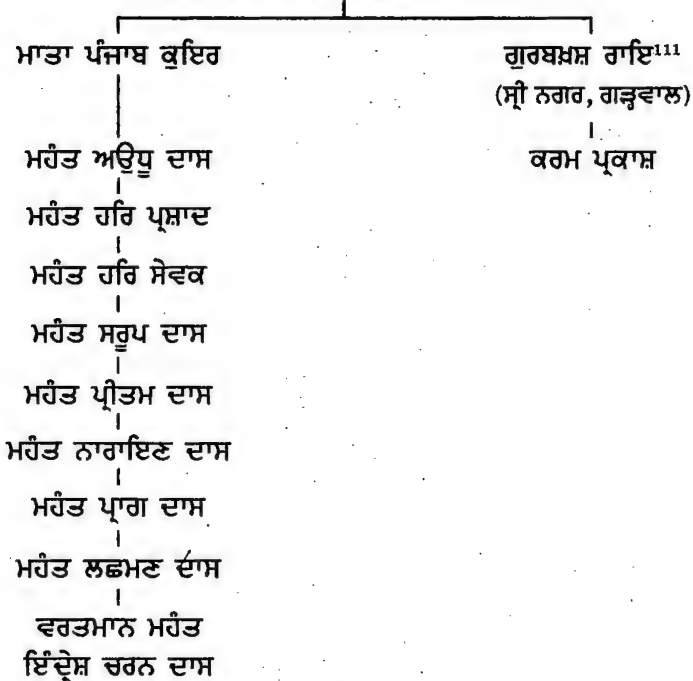 ਮਾਤਾ ਪੰਜਾਬ ਕੁਇਰ
ਗੁਰਬਖ਼ਸ਼ ਰਾਇ¹¹¹
(ਸ੍ਰੀ ਨਗਰ, ਗੜ੍ਹਵਾਲ)
ਮਹੰਤ ਅਉਧੂ ਦਾਸ
ਕਰਮ ਪ੍ਰਕਾਸ਼
ਮਹੰਤ ਹਰਿ ਪ੍ਰਸ਼ਾਦ
ਮਹੰਤ ਹਰਿ ਸੇਵਕ
ਮਹੰਤ ਸਰੂਪ ਦਾਸ
ਮਹੰਤ ਪ੍ਰੀਤਮ ਦਾਸ
ਮਹੰਤ ਨਾਰਾਇਣ ਦਾਸ
ਮਹੰਤ ਪ੍ਰਾਗ ਦਾਸ
ਮਹੰਤ ਲਛਮਣ ਦਾਸ
ਵਰਤਮਾਨ ਮਹੰਤ
ਇੰਦ੍ਰੇਸ਼ ਚਰਨ ਦਾਸ